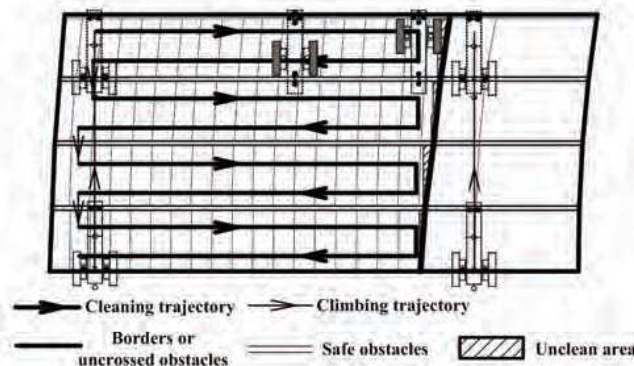 Cleaning trajectory
Climbing trajectory
Borders or
uncrossed obstacles
Safe obstacles
Unclean area